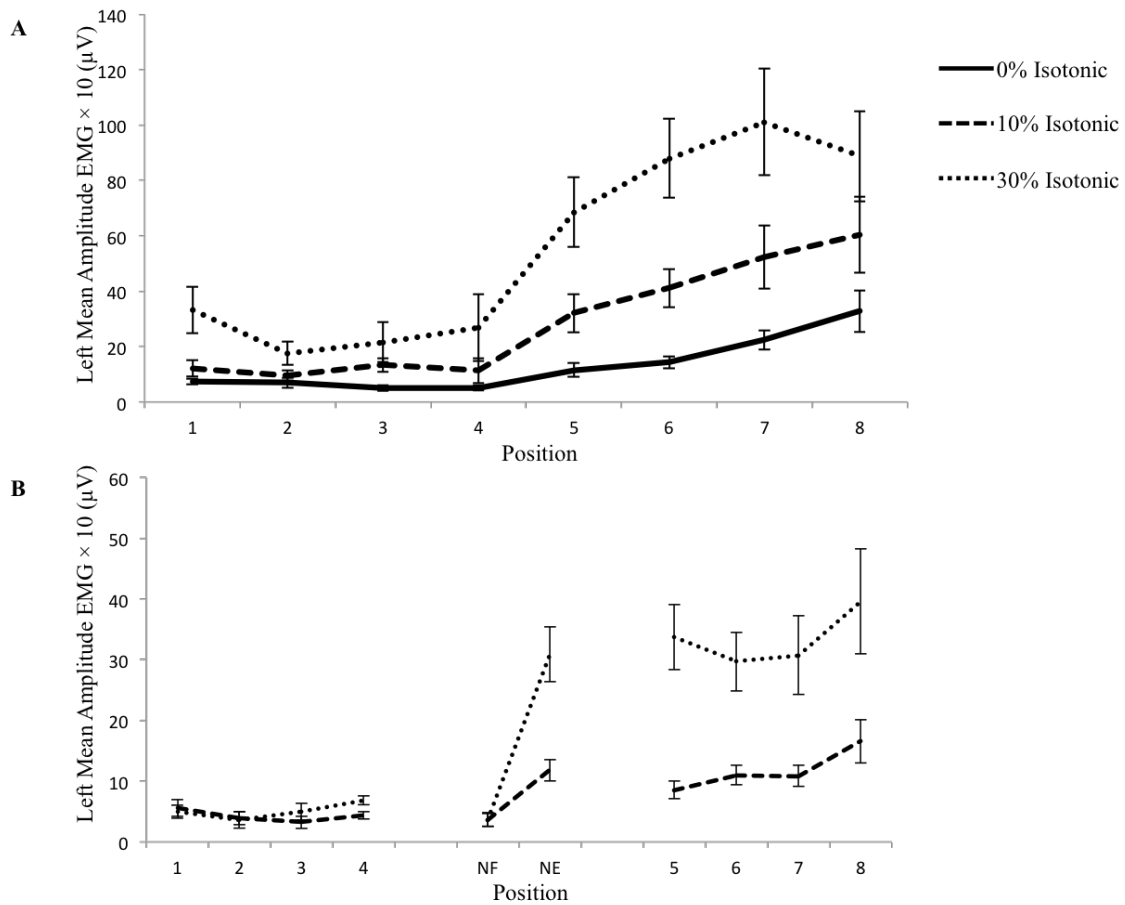 A
Left Mean Amplitude EMG × 10 (µV)
140
120
100
80
60
40
20
0
1 2 3 4 5 6 7 8
Position
0% Isotonic
10% Isotonic
30% Isotonic
B
Left Mean Amplitude EMG × 10 (µV)
60
50
40
30
20
10
0
1 2 3 4 NF NE 5 6 7 8
Position